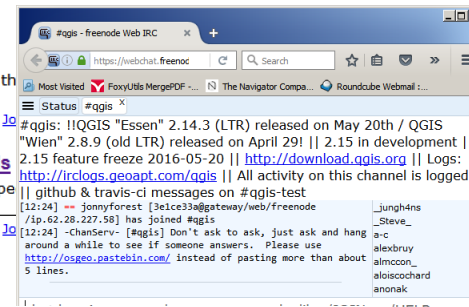 #qgis - freenode Web IRC × +
https://webchat.freenod
Search
Most Visited FoxyUtils MergePDF -... The Navigator Compa... Roundcube Webmail :...
Status #qgis X
#qgis: !!QGIS "Essen" 2.14.3 (LTR) released on May 20th / QGIS
"Wien" 2.8.9 (old LTR) released on April 29! || 2.15 in development |
2.15 feature freeze 2016-05-20 || http://download.qgis.org || Logs:
http://irclogs.geoapt.com/qgis || All activity on this channel is logged
|| github & travis-ci messages on #qgis-test
[12:24] == jonnyforest [3e1ce33a@gateway/web/freenode
/ip.62.28.227.58] has joined #qgis
[12:24] -ChanServ- [#qgis] Don't ask to ask, just ask and hang
around a while to see if someone answers. Please use
http://osgeo.pastebin.com/ instead of pasting more than about
5 lines.
_jungh4ns
_Steve_
a-c
alexbruy
almccon_
aloiscochard
anonak
th
Jo
s
pe
Jo